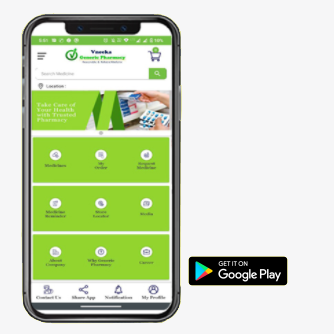 Vasska
Generic Pharmacy
Search Medicine
Location :
Take Care of
Your Health
with Trusted
Pharmacy
Medicines
My
Order
Request
Medicine
Medicine
Reminder
Store
Locator
Media
About
Company
Why Generic
Pharmacy
Career
Contact Us
Share App
Notification
My Profile
GET IT ON
Google Play